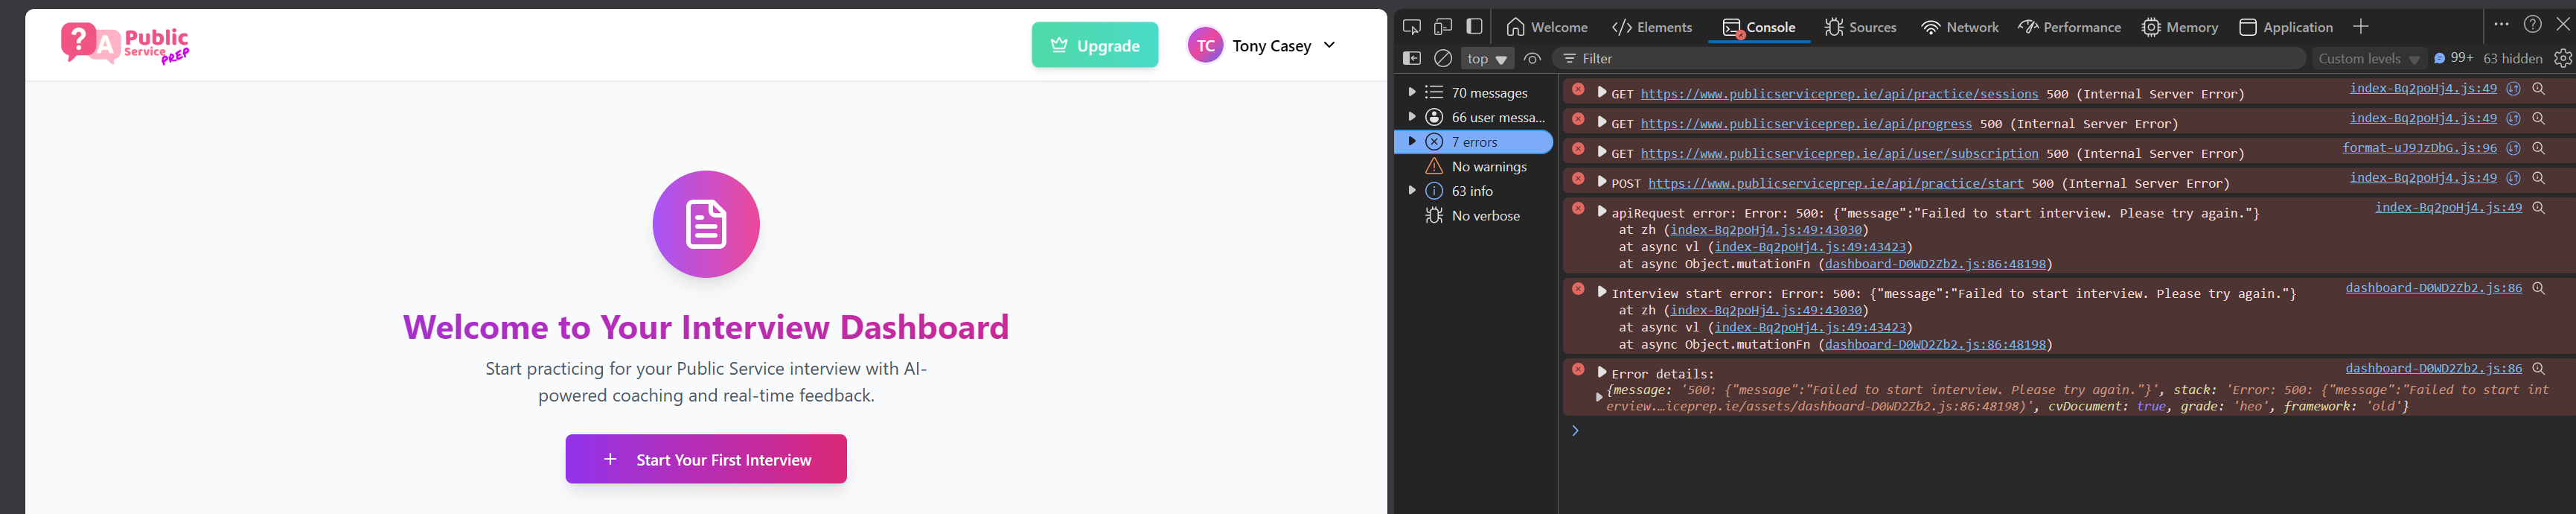 ? A Public
Service
PREP
Upgrade
TC Tony Casey
Welcome to Your Interview Dashboard
Start practicing for your Public Service interview with AI-
powered coaching and real-time feedback.
+ Start Your First Interview
Welcome Elements Console Sources Network Performance Memory Application
top Filter Custom levels 99+ 63 hidden
70 messages
66 user messa...
7 errors
No warnings
63 info
No verbose
GET https://www.publicserviceprep.ie/api/practice/sessions 500 (Internal Server Error) index-Bq2poHj4.js:49
GET https://www.publicserviceprep.ie/api/progress 500 (Internal Server Error) index-Bq2poHj4.js:49
GET https://www.publicserviceprep.ie/api/user/subscription 500 (Internal Server Error) format-uJ9JzDbG.js:96
POST https://www.publicserviceprep.ie/api/practice/start 500 (Internal Server Error) index-Bq2poHj4.js:49
apiRequest error: Error: 500: {"message":"Failed to start interview. Please try again."} index-Bq2poHj4.js:49
at zh (index-Bq2poHj4.js:49:43030)
at async vl (index-Bq2poHj4.js:49:43423)
at async Object.mutationFn (dashboard-D0WD2Zb2.js:86:48198)
Interview start error: Error: 500: {"message":"Failed to start interview. Please try again."} dashboard-D0WD2Zb2.js:86
at zh (index-Bq2poHj4.js:49:43030)
at async vl (index-Bq2poHj4.js:49:43423)
at async Object.mutationFn (dashboard-D0WD2Zb2.js:86:48198)
Error details: dashboard-D0WD2Zb2.js:86
{message: '500: {"message":"Failed to start interview. Please try again."}', stack: 'Error: 500: {"message":"Failed to start int
erview.…iceprep.ie/assets/dashboard-D0WD2Zb2.js:86:48198)', cvDocument: true, grade: 'heo', framework: 'old'}